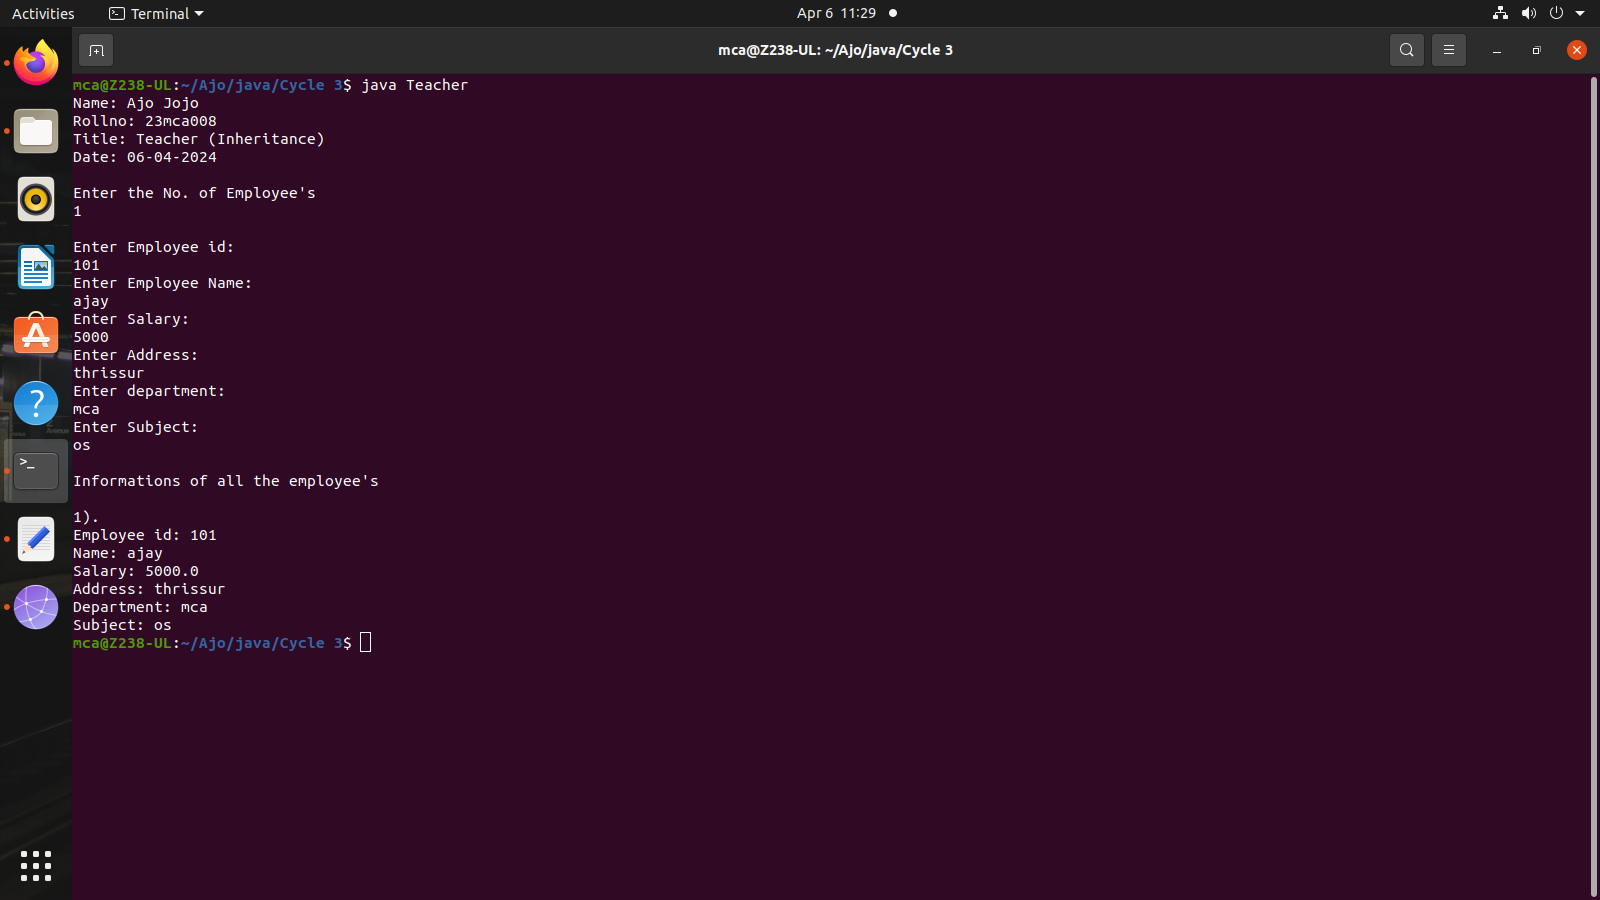 Activities
Terminal
Apr 6 11:29
mca@Z238-UL: ~/Ajo/java/Cycle 3
mca@Z238-UL:~/Ajo/java/Cycle 3$ java Teacher
Name: Ajo Jojo
Rollno: 23mca008
Title: Teacher (Inheritance)
Date: 06-04-2024
Enter the No. of Employee's
1
Enter Employee id:
101
Enter Employee Name:
ajay
Enter Salary:
5000
Enter Address:
thrissur
Enter department:
mca
Enter Subject:
os
Informations of all the employee's
1).
Employee id: 101
Name: ajay
Salary: 5000.0
Address: thrissur
Department: mca
Subject: os
mca@Z238-UL:~/Ajo/java/Cycle 3$